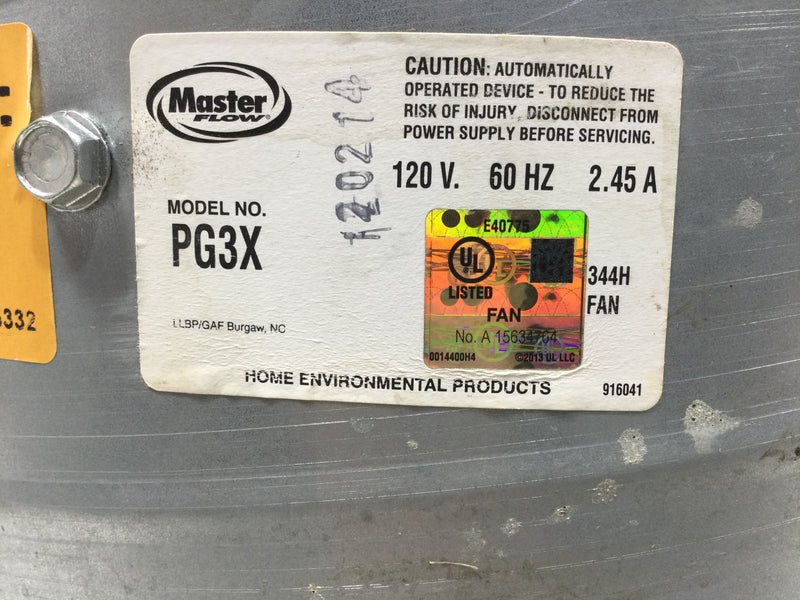 Master
FLOW®
120214
CAUTION: AUTOMATICALLY
OPERATED DEVICE - TO REDUCE THE
RISK OF INJURY, DISCONNECT FROM
POWER SUPPLY BEFORE SERVICING.
120 V. 60 HZ 2.45 A
MODEL NO.
PG3X
E40775
UL
LISTED
344H
FAN
FAN
No. A 15634704
0014400H4 ©2013 UL LLC
LLBP/GAF Burgaw, NC
HOME ENVIRONMENTAL PRODUCTS
916041
332